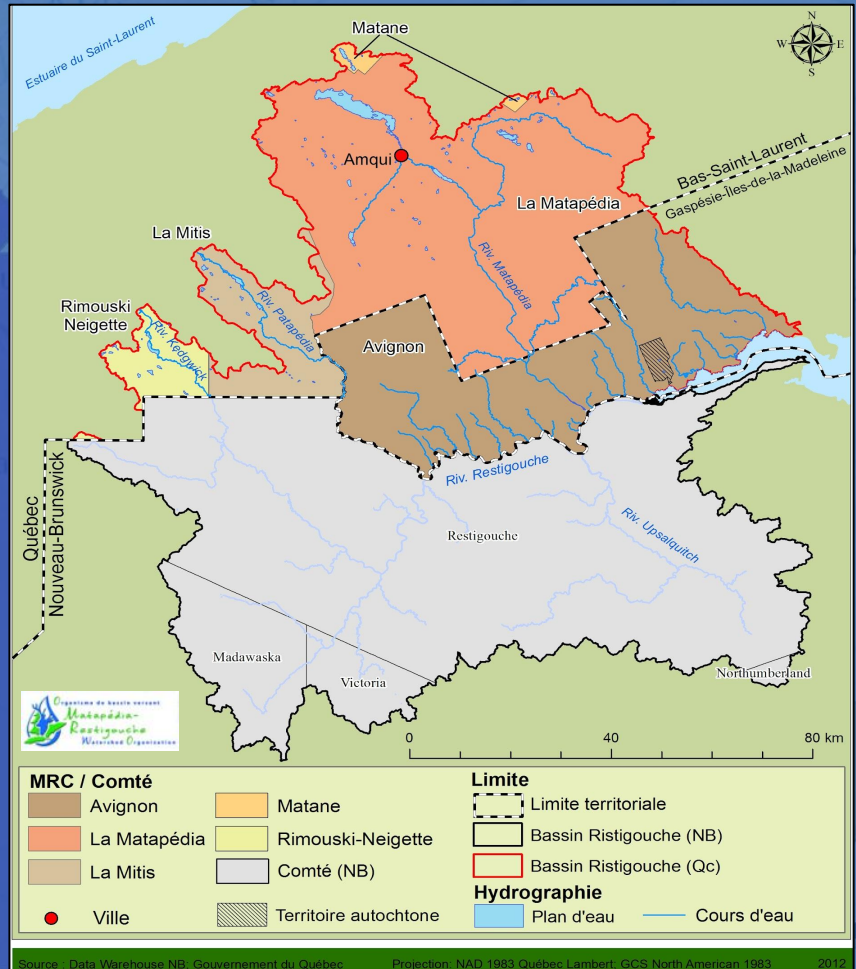 Matane
N
W E
S
Estuaire du Saint-Laurent
Amqui
Bas-Saint-Laurent
Gaspésie-Îles-de-la-Madeleine
La Matapédia
La Mitis
Riv. Matapédia
Rimouski
Neigette
Riv. Patapédia
Riv. Kedgwick
Avignon
Riv. Restigouche
Québec
Nouveau-Brunswick
Restigouche
Riv. Upsalquitch
Madawaska
Victoria
Northumberland
Organisme de bassin versant
Matapédia-
Restigouche
Watershed Organization
0 40 80 km
MRC / Comté
Avignon
La Matapédia
La Mitis
Ville
Matane
Rimouski-Neigette
Comté (NB)
Territoire autochtone
Limite
Limite territoriale
Bassin Ristigouche (NB)
Bassin Ristigouche (Qc)
Hydrographie
Plan d'eau Cours d'eau
Source : Data Warehouse NB; Gouvernement du Québec Projection: NAD 1983 Québec Lambert; GCS North American 1983 2012